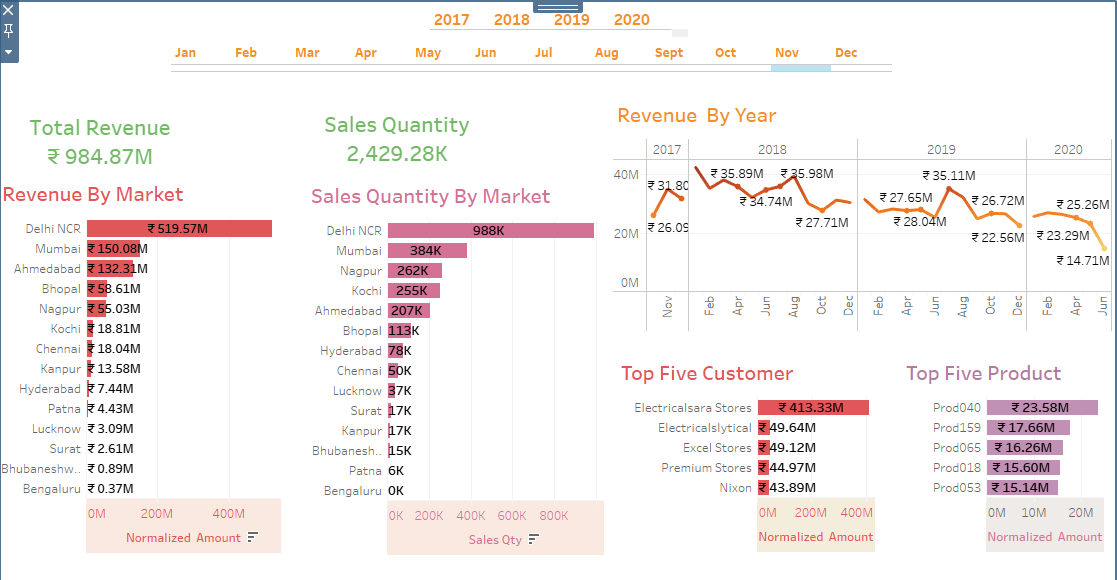 2017 2018 2019 2020
Jan Feb Mar Apr May Jun Jul Aug Sept Oct Nov Dec
Total Revenue
₹ 984.87M
Sales Quantity
2,429.28K
Revenue By Market
Delhi NCR ₹ 519.57M
Mumbai ₹ 150.08M
Ahmedabad ₹ 132.31M
Bhopal ₹ 58.61M
Nagpur ₹ 55.03M
Kochi ₹ 18.81M
Chennai ₹ 18.04M
Kanpur ₹ 13.58M
Hyderabad ₹ 7.44M
Patna ₹ 4.43M
Lucknow ₹ 3.09M
Surat ₹ 2.61M
Bhubaneshw.. ₹ 0.89M
Bengaluru ₹ 0.37M
0M 200M 400M
Normalized Amount
Sales Quantity By Market
Delhi NCR 988K
Mumbai 384K
Nagpur 262K
Kochi 255K
Ahmedabad 207K
Bhopal 113K
Hyderabad 78K
Chennai 50K
Lucknow 37K
Surat 17K
Kanpur 17K
Bhubanesh.. 15K
Patna 6K
Bengaluru 0K
0K 200K 400K 600K 800K
Sales Qty
Revenue By Year
2017 2018 2019 2020
40M
20M
0M
₹ 31.80
₹ 26.09
₹ 35.89M
₹ 34.74M
₹ 35.98M
₹ 27.71M
₹ 27.65M
₹ 28.04M
₹ 35.11M
₹ 26.72M
₹ 22.56M
₹ 25.26M
₹ 23.29M
₹ 14.71M
Nov Feb Apr Jun Aug Oct Dec Feb Apr Jun Aug Oct Dec Feb Apr Jun
Top Five Customer
Electricalsara Stores ₹ 413.33M
Electricalslytical ₹ 49.64M
Excel Stores ₹ 49.12M
Premium Stores ₹ 44.97M
Nixon ₹ 43.89M
0M 200M 400M
Normalized Amount
Top Five Product
Prod040 ₹ 23.58M
Prod159 ₹ 17.66M
Prod065 ₹ 16.26M
Prod018 ₹ 15.60M
Prod053 ₹ 15.14M
0M 10M 20M
Normalized Amount